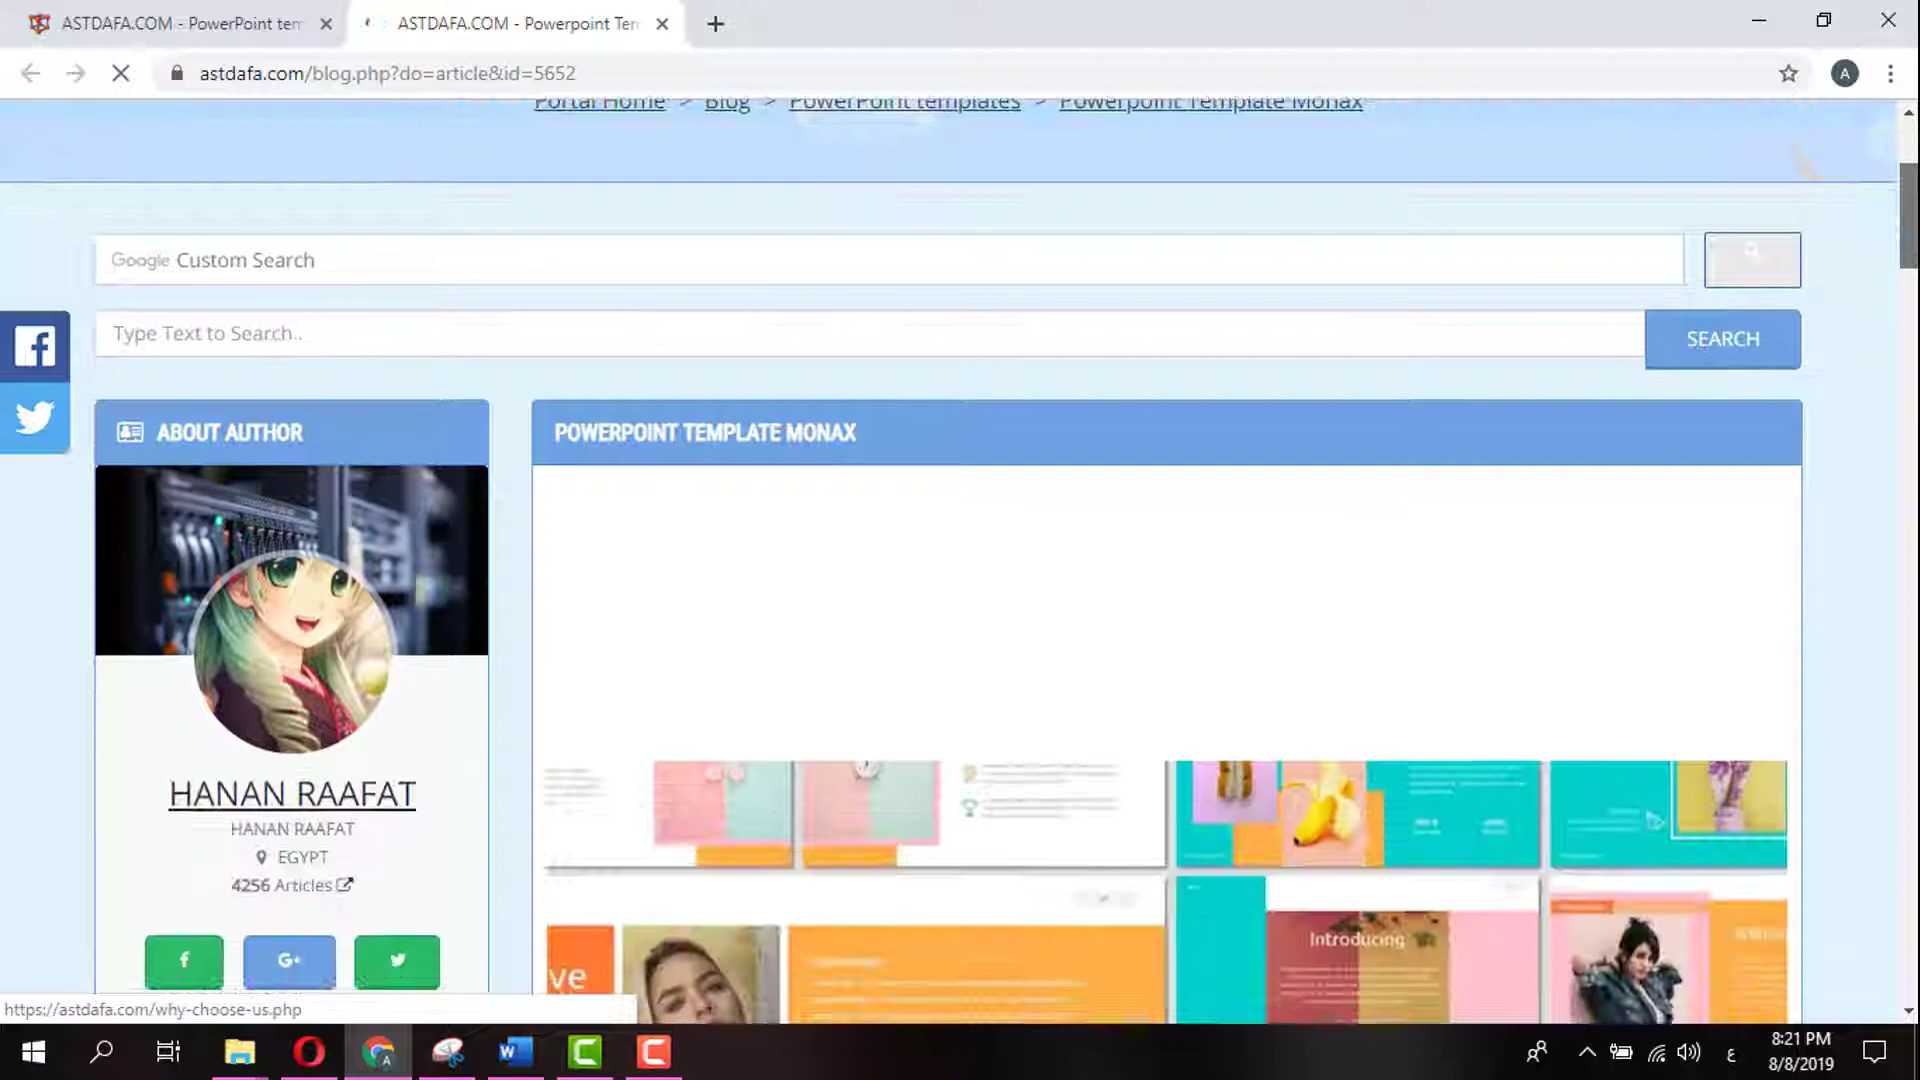 ASTDAFA.COM - PowerPoint tem
ASTDAFA.COM - Powerpoint Ten
astdafa.com/blog.php?do=article&id=5652
A
Portal Home > Blog > PowerPoint templates > Powerpoint Template Monax
Google Custom Search
Type Text to Search..
SEARCH
ABOUT AUTHOR
POWERPOINT TEMPLATE MONAX
HANAN RAAFAT
HANAN RAAFAT
EGYPT
4256 Articles
Introducing
ve
https://astdafa.com/why-choose-us.php
8:21 PM
ع
8/8/2019